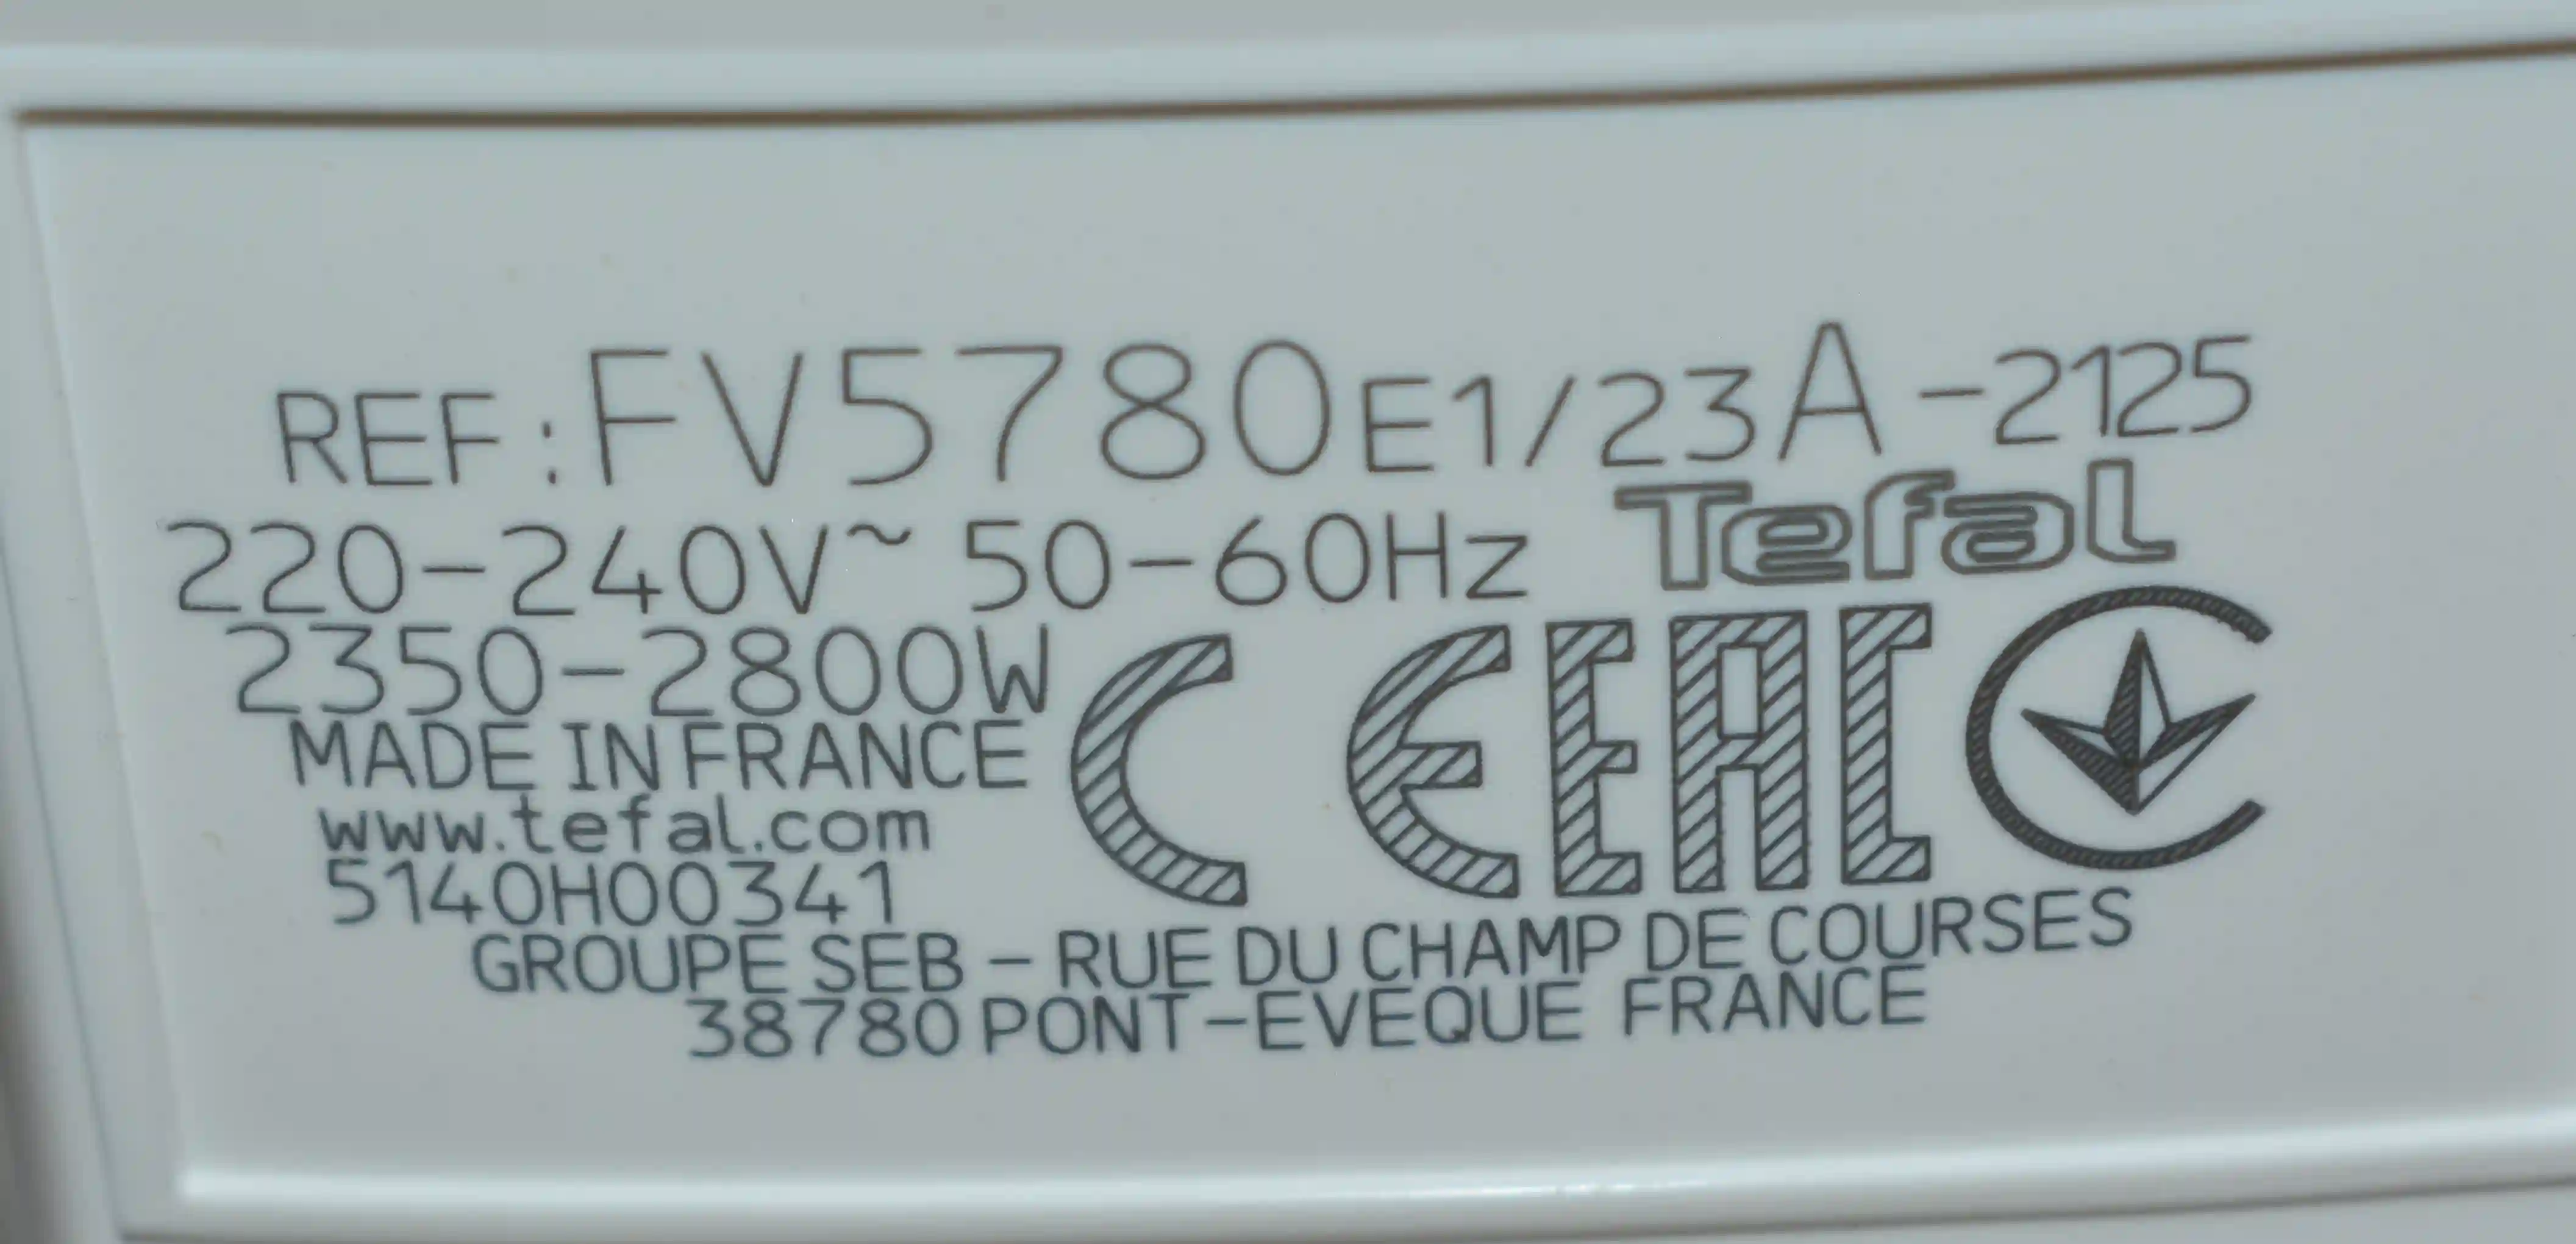 REF: FV5780E1/23A-2125
220-240V~ 50-60Hz Tefal
2350-2800W
MADE IN FRANCE
CE EAC
www.tefal.com
5140H00341
GROUPE SEB - RUE DU CHAMP DE COURSES
38780 PONT-EVEQUE FRANCE